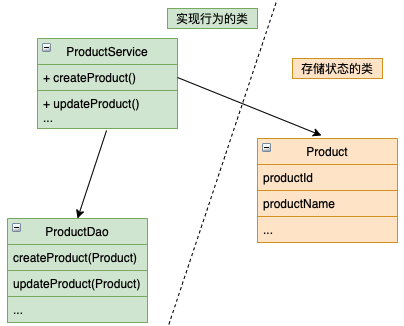 实现行为的类
ProductService
+ createProduct()
+ updateProduct()
...
存储状态的类
Product
productId
productName
...
ProductDao
createProduct(Product)
updateProduct(Product)
...